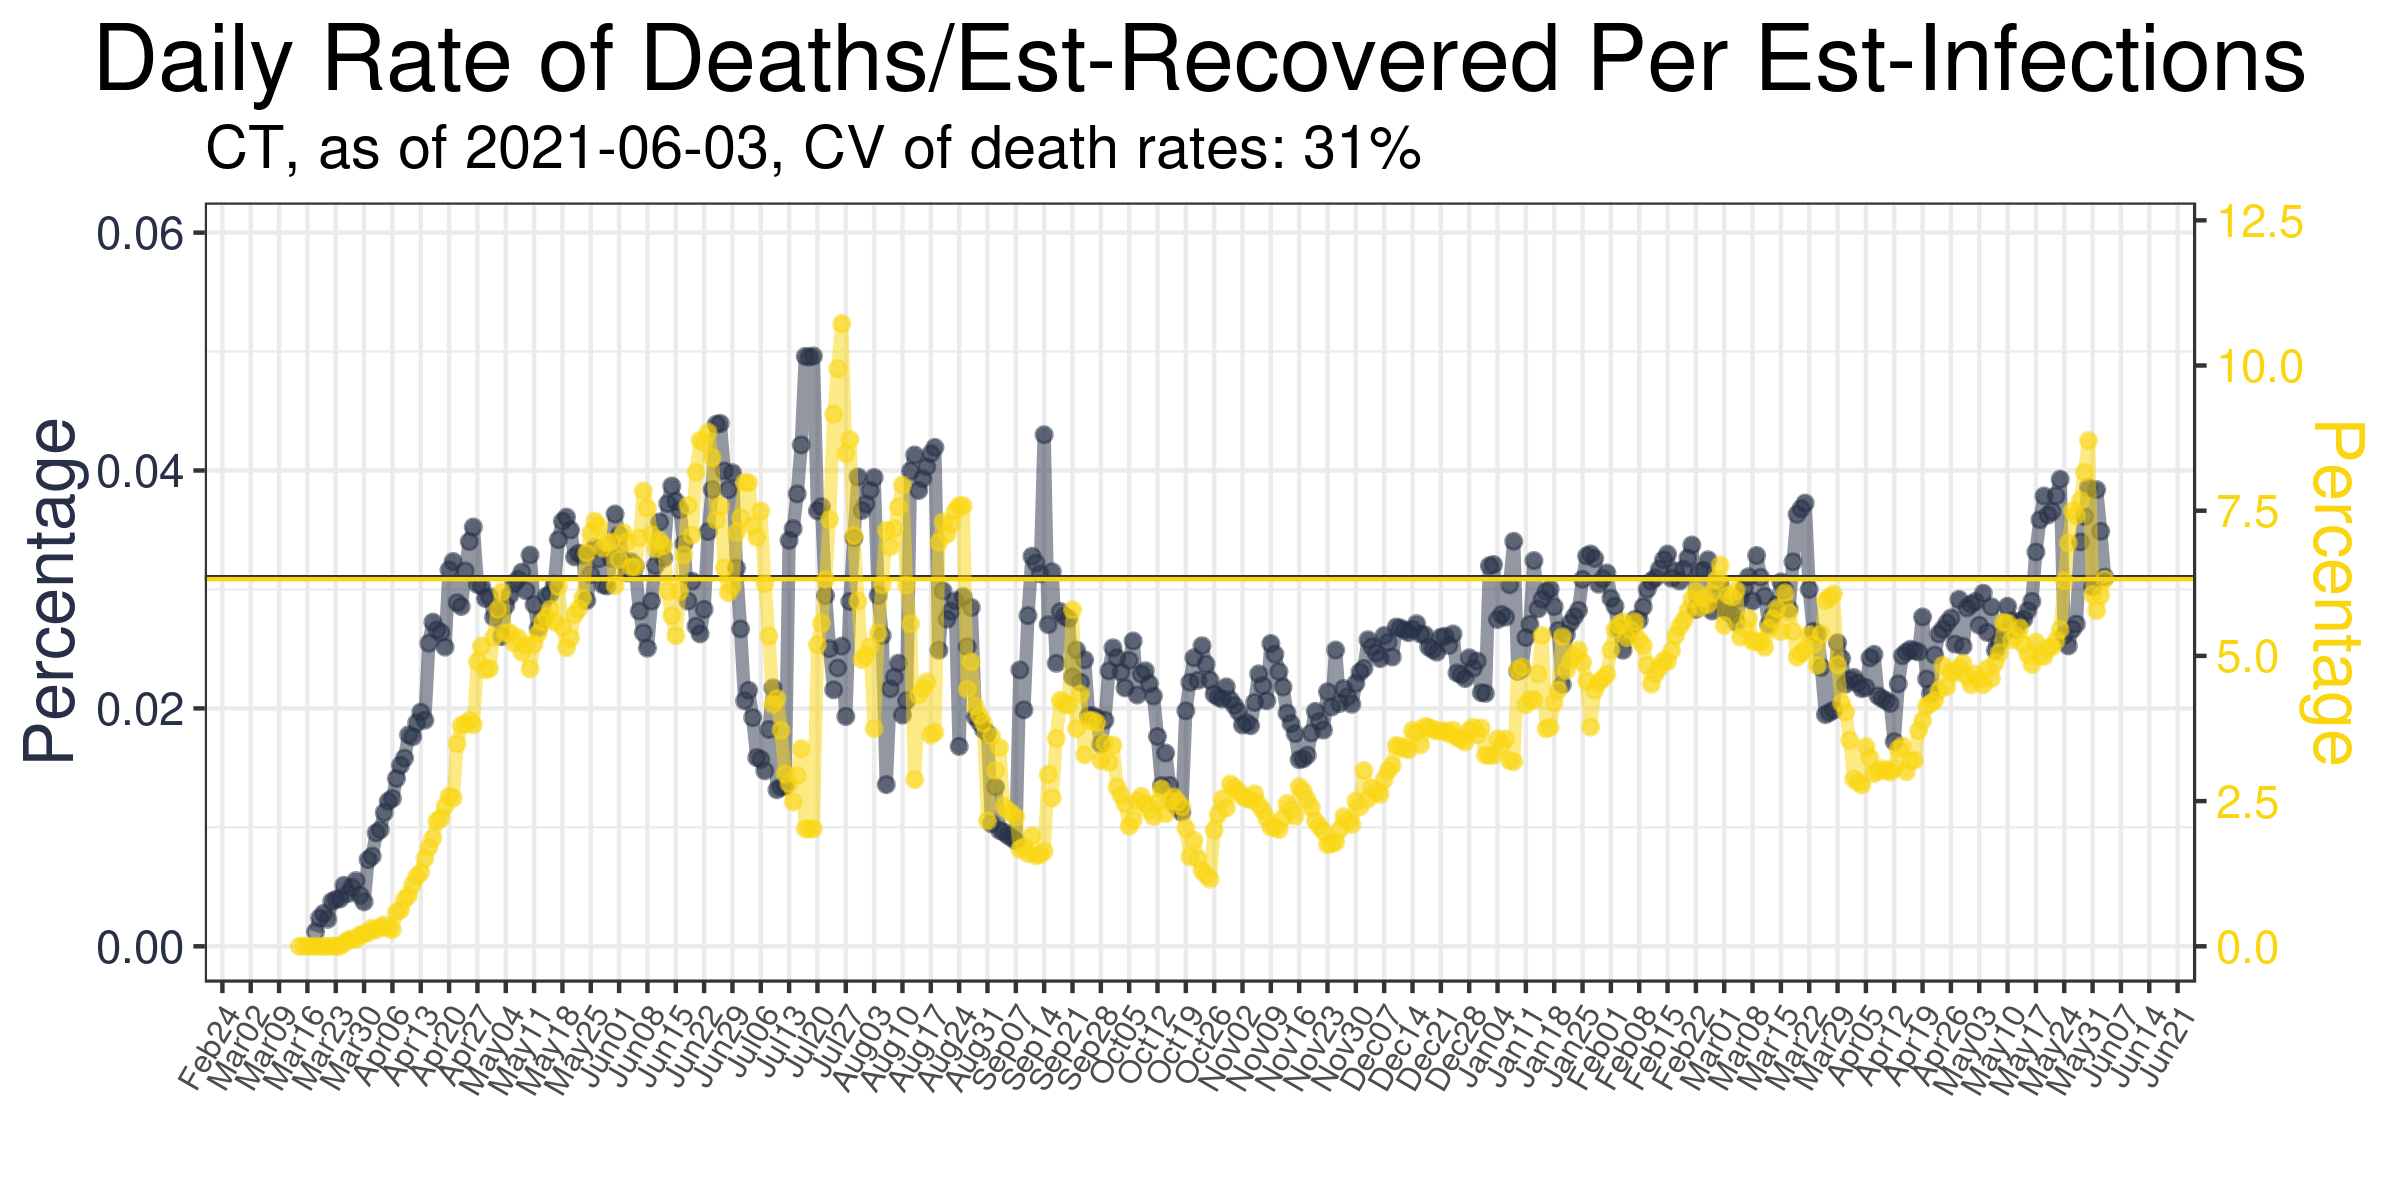 Daily Rate of Deaths/Est-Recovered Per Est-Infections
CT, as of 2021-06-03, CV of death rates: 31%
Percentage
0.06
0.04
0.02
0.00
12.5
10.0
7.5
5.0
2.5
0.0
Percentage
Feb24
Mar02
Mar09
Mar16
Mar23
Mar30
Apr06
Apr13
Apr20
Apr27
May04
May11
May18
May25
Jun01
Jun08
Jun15
Jun22
Jun29
Jul06
Jul13
Jul20
Jul27
Aug03
Aug10
Aug17
Aug24
Aug31
Sep07
Sep14
Sep21
Sep28
Oct05
Oct12
Oct19
Oct26
Nov02
Nov09
Nov16
Nov23
Nov30
Dec07
Dec14
Dec21
Dec28
Jan04
Jan11
Jan18
Jan25
Feb01
Feb08
Feb15
Feb22
Mar01
Mar08
Mar15
Mar22
Mar29
Apr05
Apr12
Apr19
Apr26
May03
May10
May17
May24
May31
Jun07
Jun14
Jun21